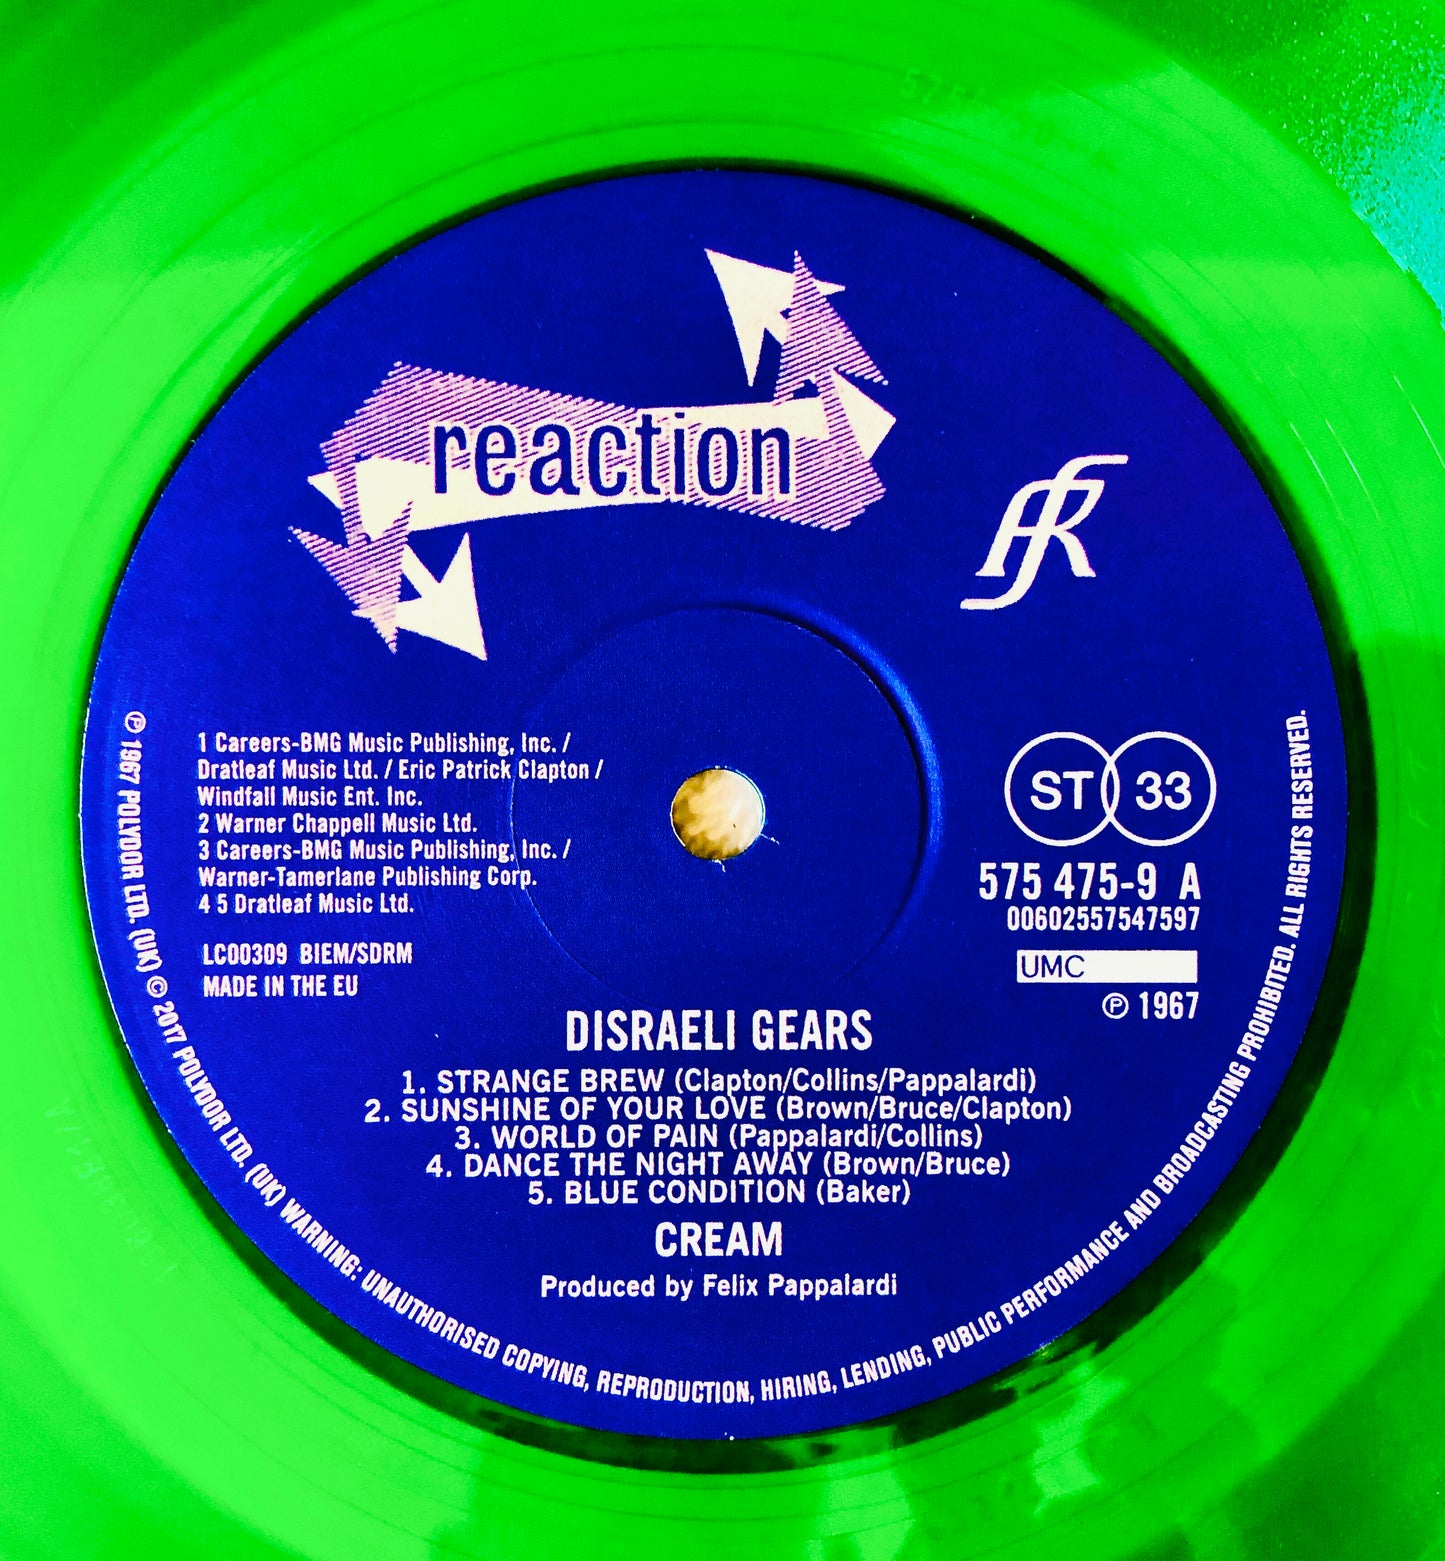 reaction
1 Careers-BMG Music Publishing, Inc. /
Dratleaf Music Ltd. / Eric Patrick Clapton /
Windfall Music Ent. Inc.
2 Warner Chappell Music Ltd.
3 Careers-BMG Music Publishing, Inc. /
Warner-Tamerlane Publishing Corp.
4 5 Dratleaf Music Ltd.
LC00309 BIEM/SDRM
MADE IN THE EU
ST 33
575 475-9 A
00602557547597
UMC
℗ 1967
DISRAELI GEARS
1. STRANGE BREW (Clapton/Collins/Pappalardi)
2. SUNSHINE OF YOUR LOVE (Brown/Bruce/Clapton)
3. WORLD OF PAIN (Pappalardi/Collins)
4. DANCE THE NIGHT AWAY (Brown/Bruce)
5. BLUE CONDITION (Baker)
CREAM
Produced by Felix Pappalardi
℗ 1967 POLYDOR LTD. (UK) © 2017 POLYDOR LTD. (UK) WARNING: UNAUTHORISED COPYING, REPRODUCTION, HIRING, LENDING, PUBLIC PERFORMANCE AND BROADCASTING PROHIBITED. ALL RIGHTS RESERVED.